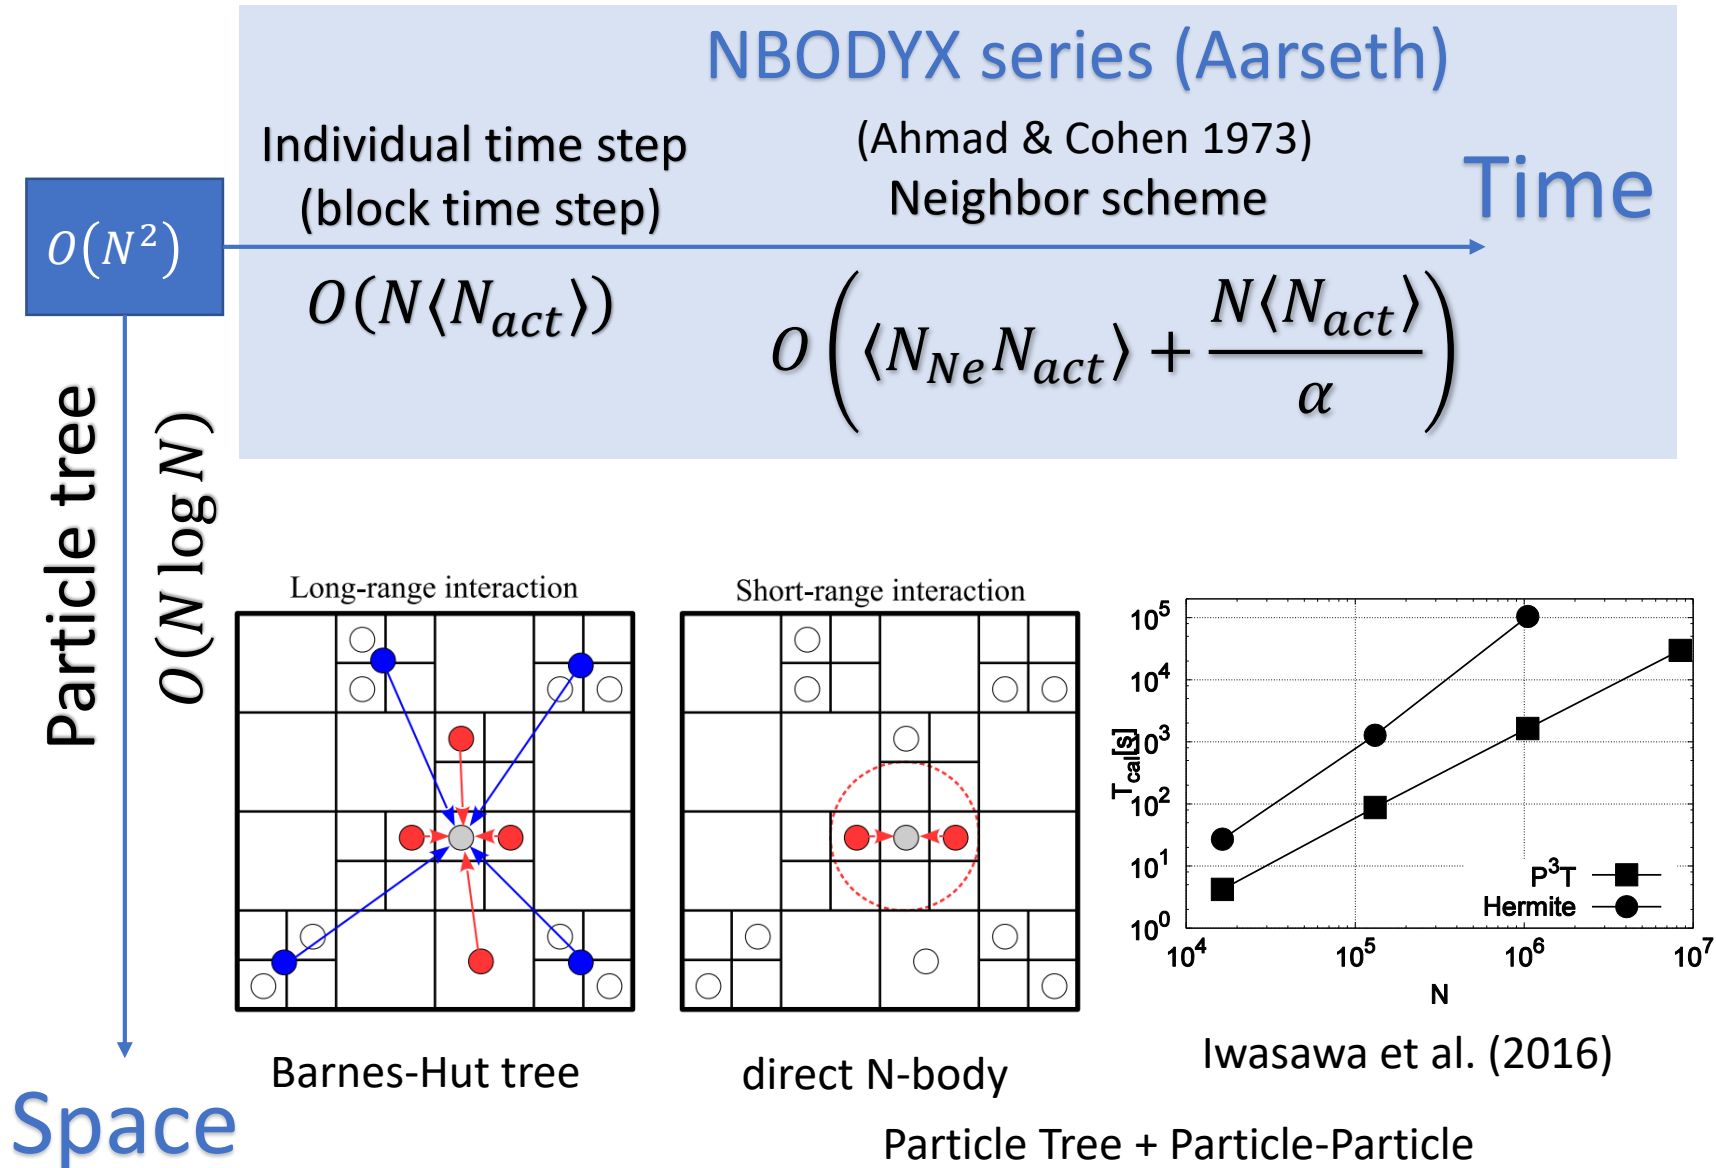 NBODYX series (Aarseth)
Individual time step
(block time step)
(Ahmad & Cohen 1973)
Neighbor scheme
Time
O(N²)
O(N⟨N_act⟩)
O(⟨N_Ne N_act⟩ + N⟨N_act⟩/α)
Particle tree
O(N log N)
Space
Long-range interaction
Barnes-Hut tree
Short-range interaction
direct N-body
T_cal[s]
10⁵
10⁴
10³
10²
10¹
10⁰
P³T
Hermite
10⁴ 10⁵ 10⁶ 10⁷
N
Iwasawa et al. (2016)
Particle Tree + Particle-Particle